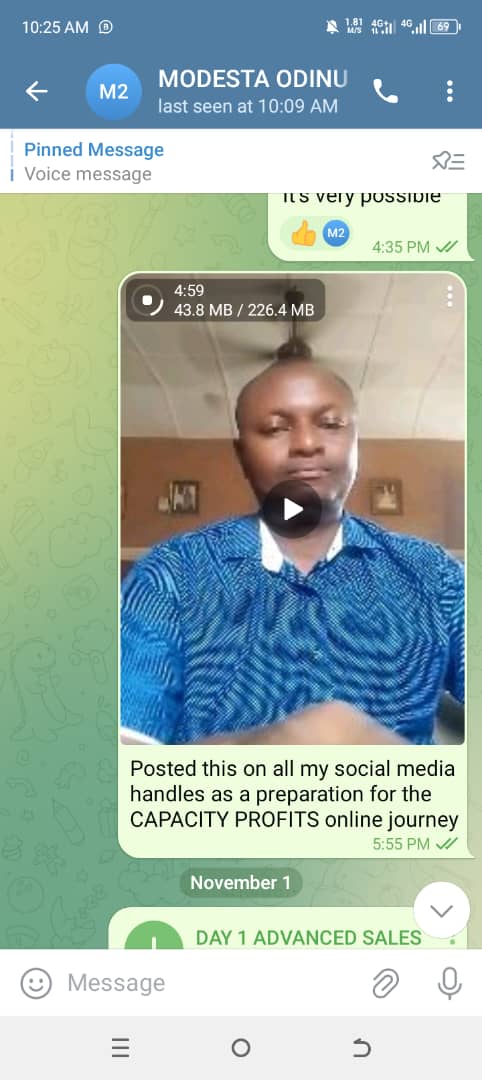 10:25 AM
1.81 M/S 4G 4G 69
M2
MODESTA ODINU
last seen at 10:09 AM
Pinned Message
Voice message
It's very possible
M2
4:35 PM
4:59
43.8 MB / 226.4 MB
Posted this on all my social media
handles as a preparation for the
CAPACITY PROFITS online journey
5:55 PM
November 1
DAY 1 ADVANCED SALES
Message